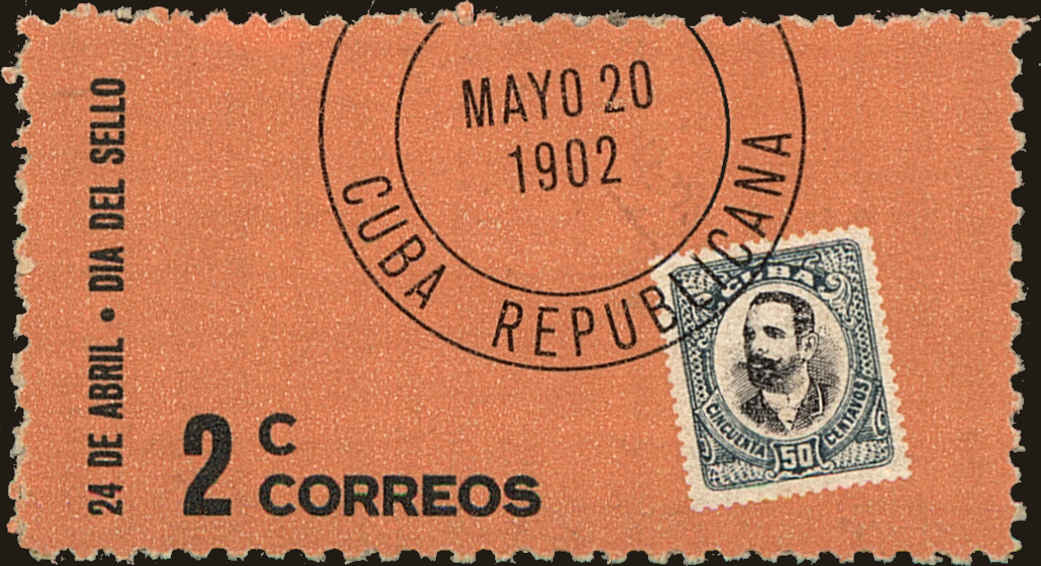 24 DE ABRIL • DIA DEL SELLO
MAYO 20
1902
CUBA REPUBLICANA
2 C
CORREOS
CUBA
CINCUENTA
50
CENTAVOS